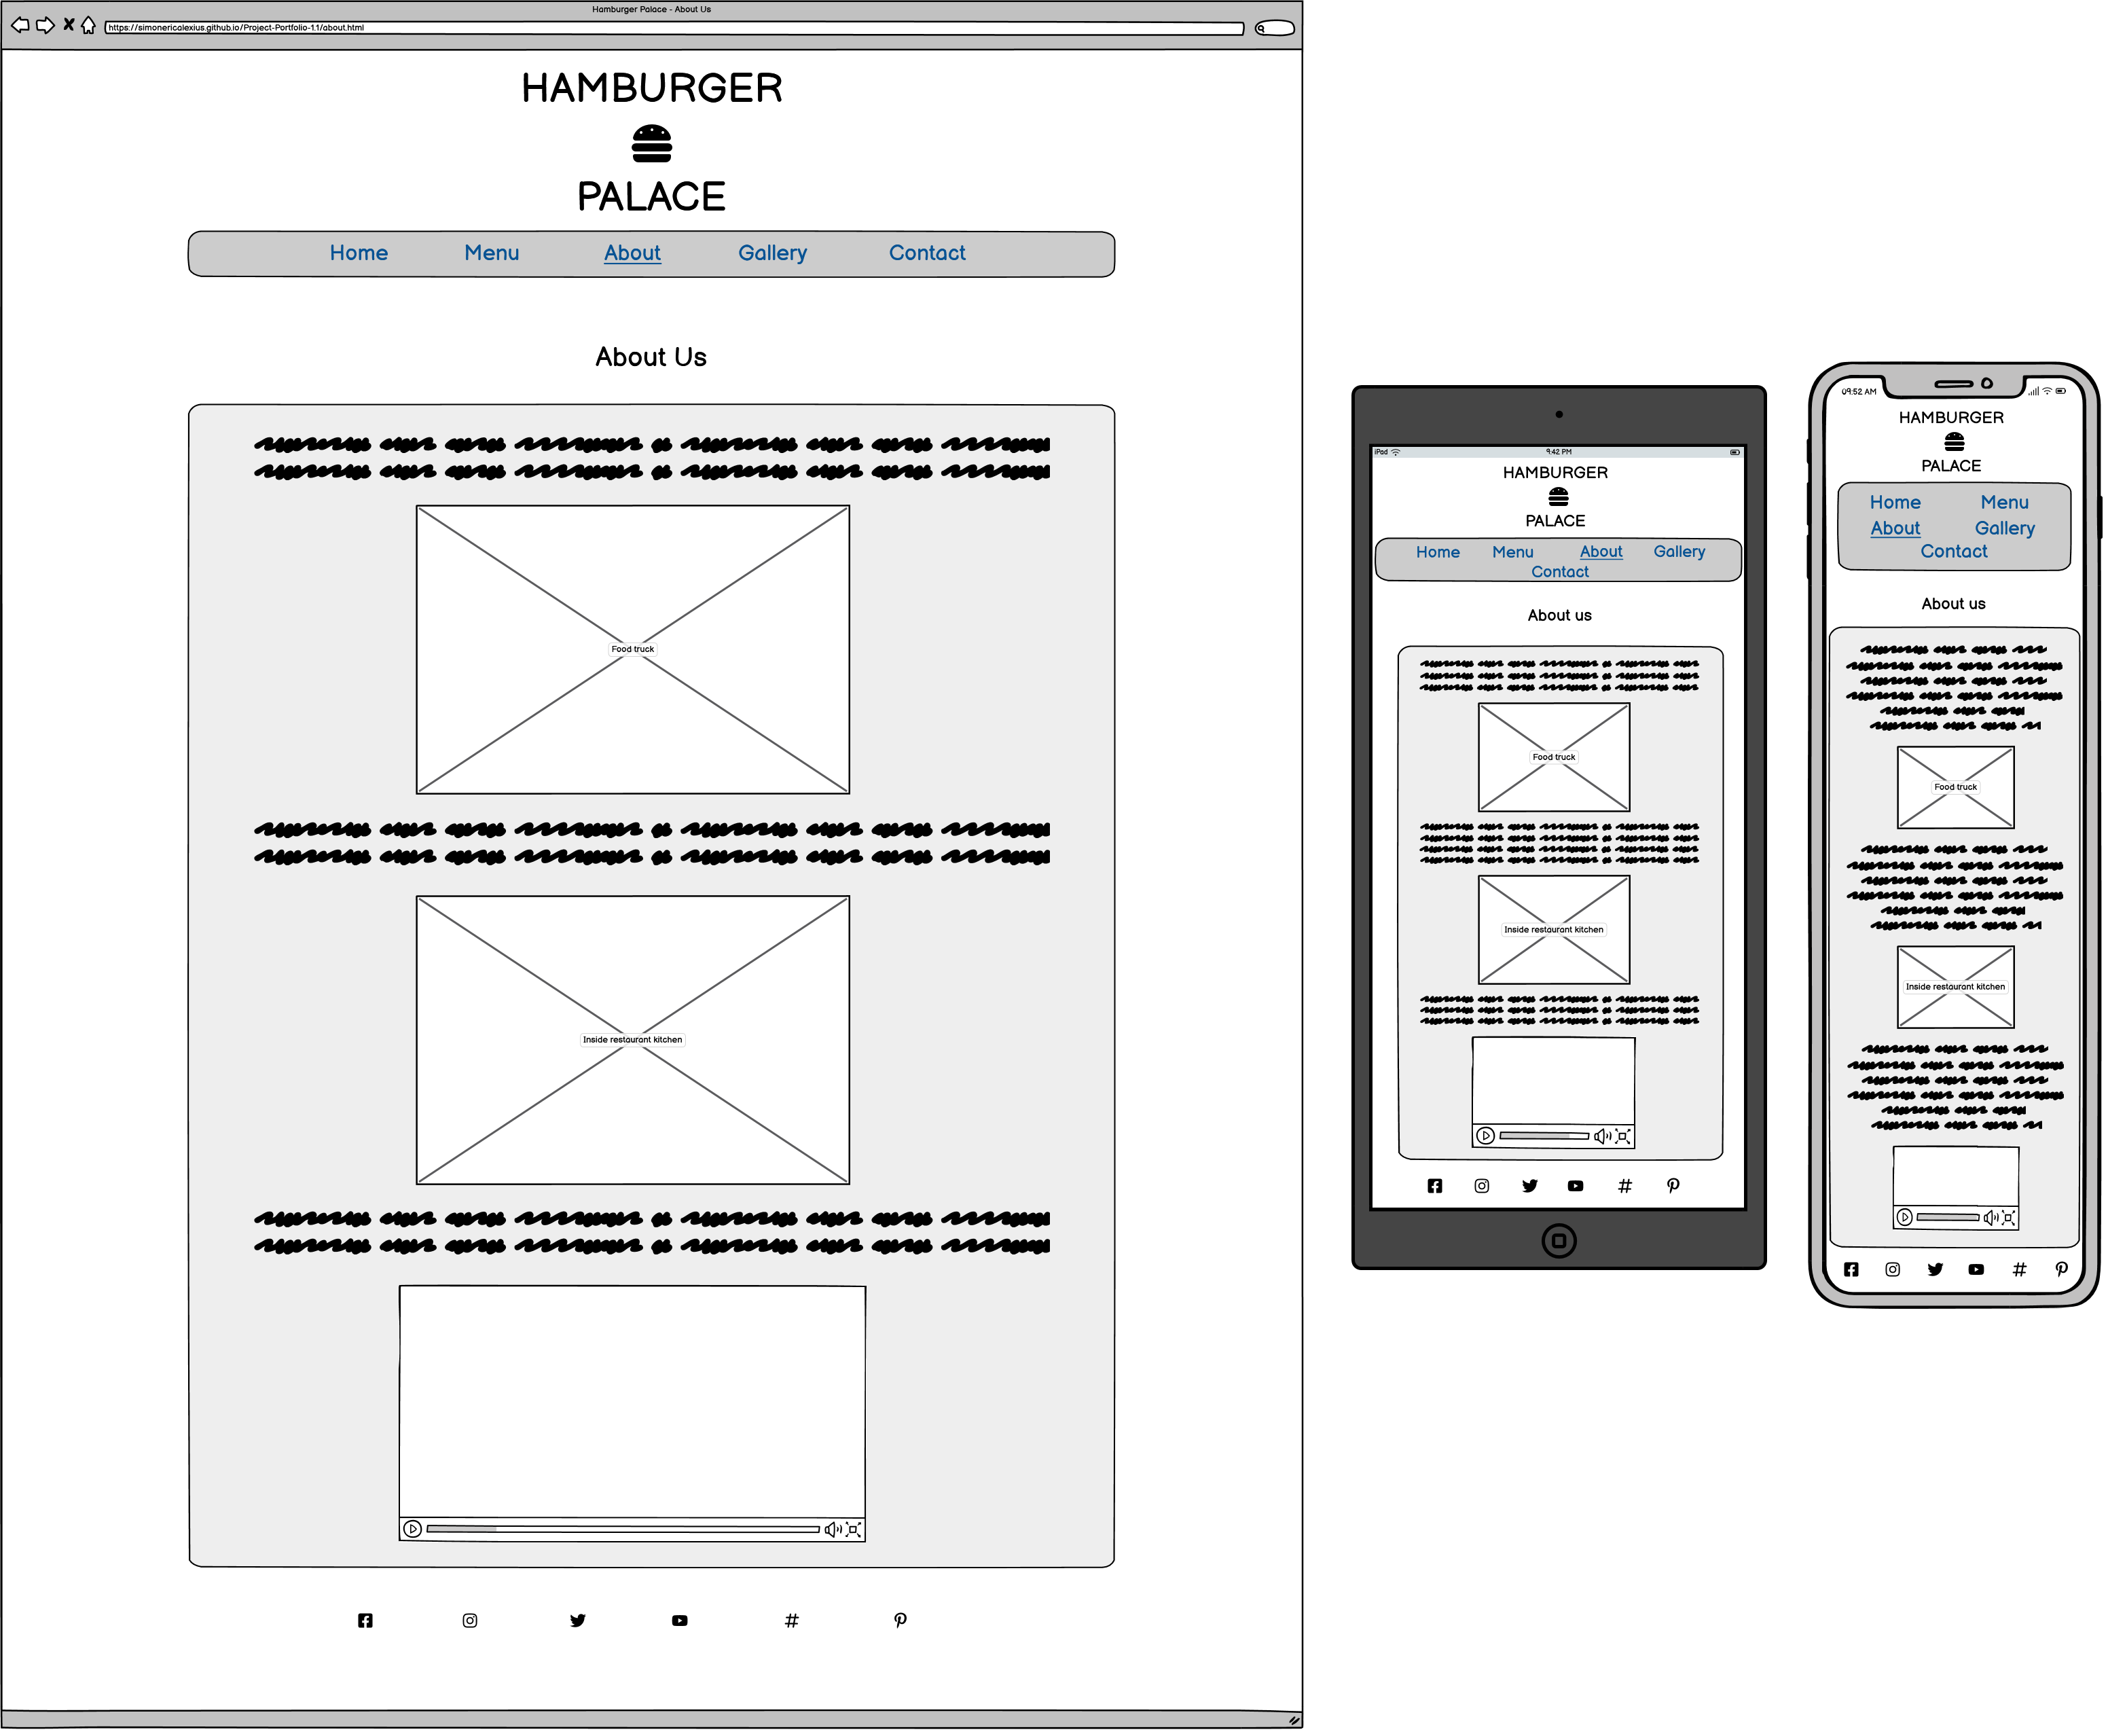 Hamburger Palace - About Us
https://simonericalexius.github.io/Project-Portfolio-1.1/about.html
HAMBURGER
PALACE
Home Menu About Gallery Contact
About Us
Food truck
Inside restaurant kitchen
iPad 9:42 PM
HAMBURGER
PALACE
Home Menu About Gallery
Contact
About us
Food truck
Inside restaurant kitchen
09:52 AM
HAMBURGER
PALACE
Home Menu
About Gallery
Contact
About us
Food truck
Inside restaurant kitchen